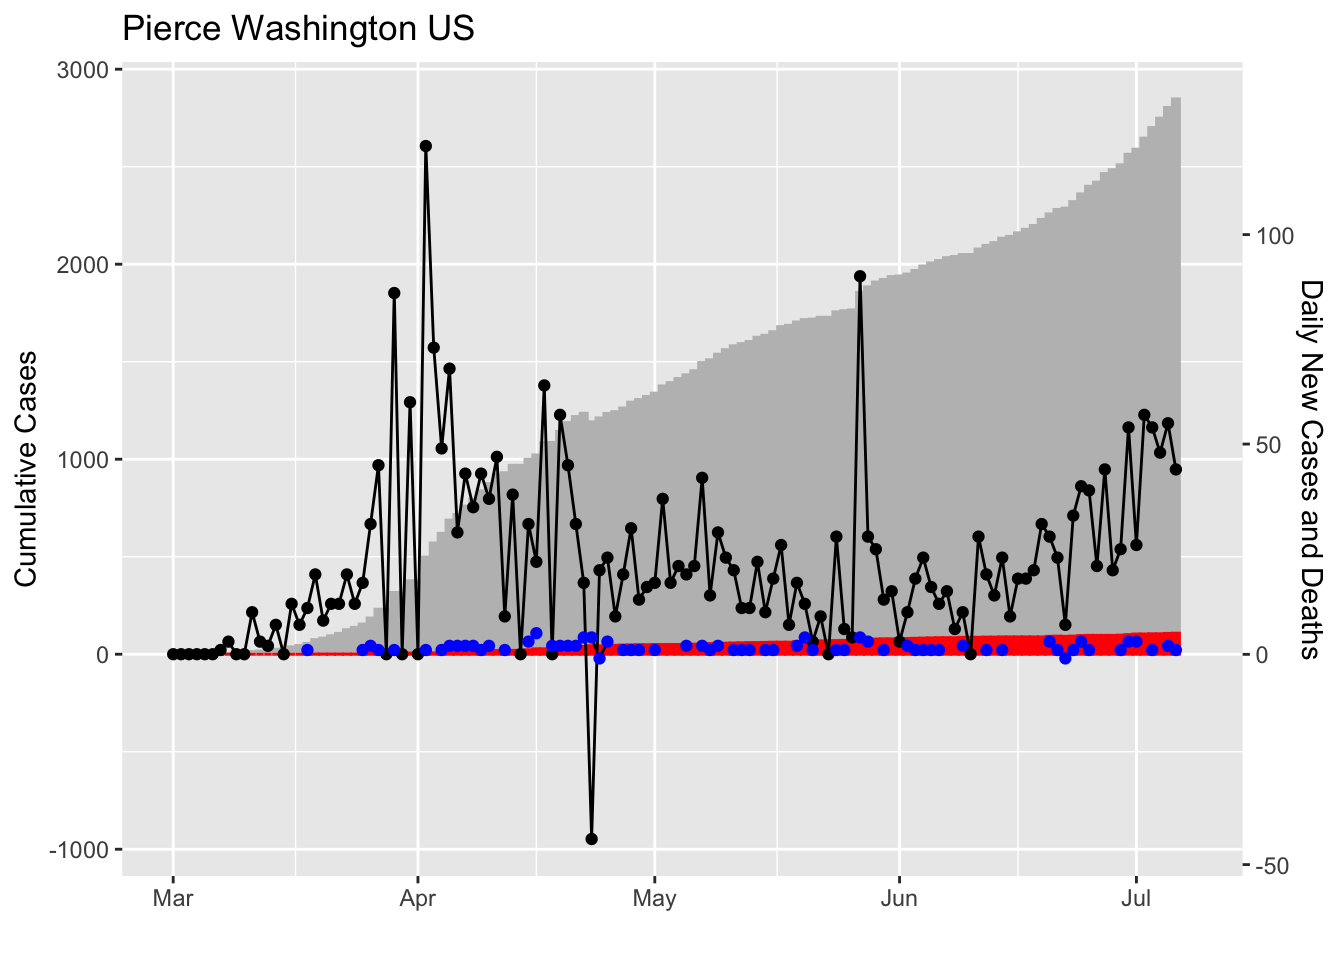 Pierce Washington US
Cumulative Cases
3000
2000
1000
0
-1000
100
50
0
-50
Daily New Cases and Deaths
Mar Apr May Jun Jul